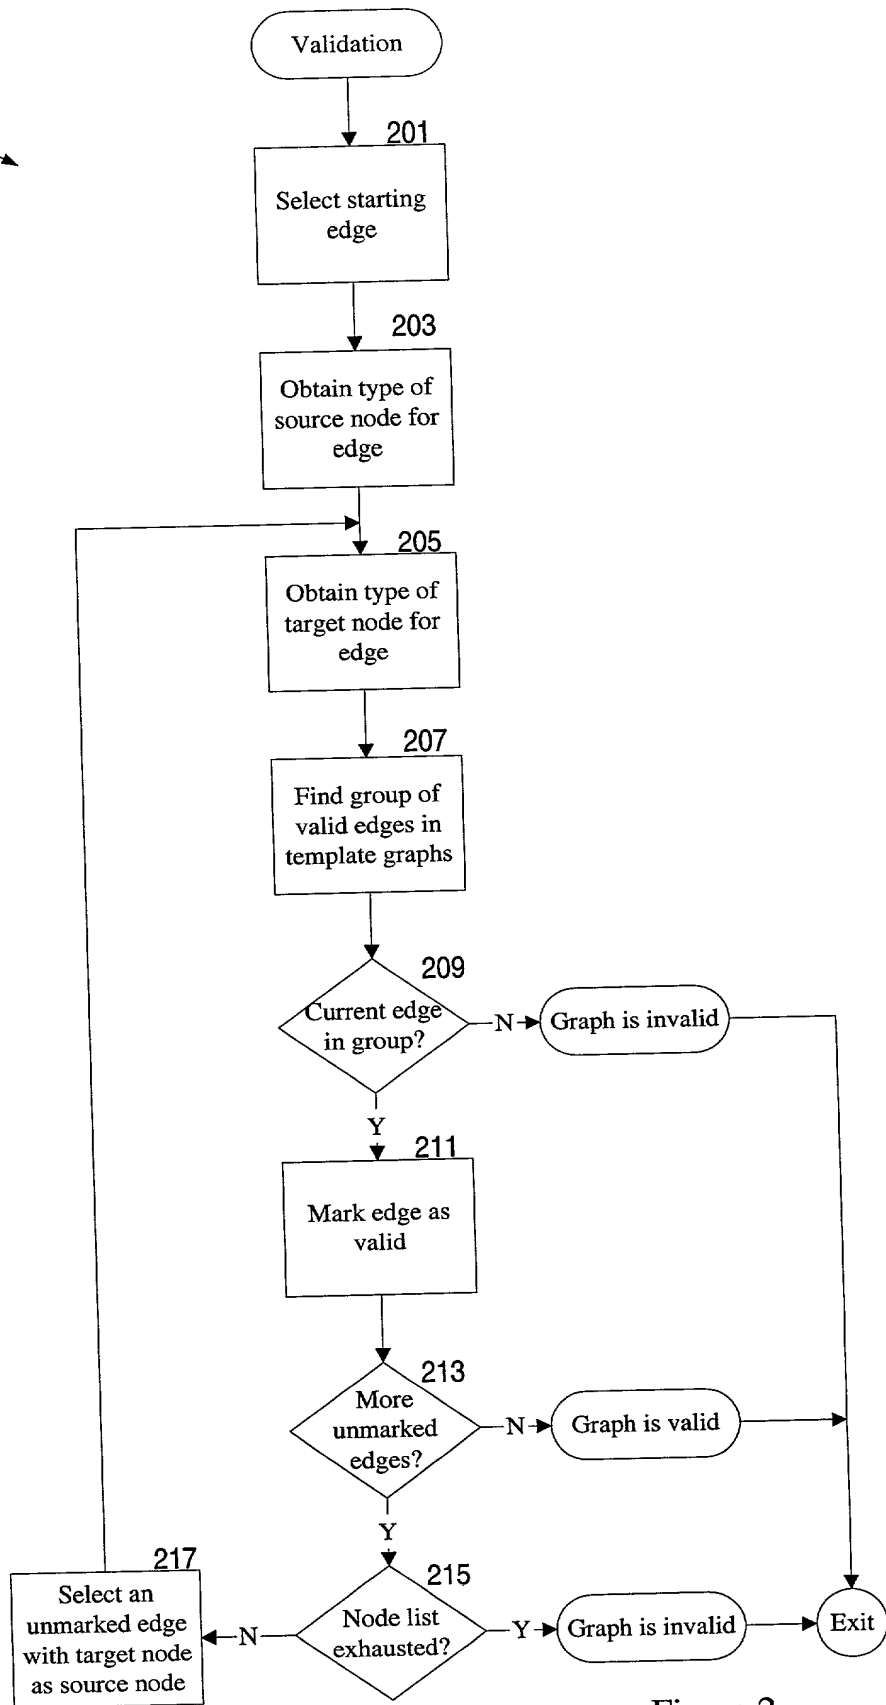 Validation
201
Select starting
edge
203
Obtain type of
source node for
edge
205
Obtain type of
target node for
edge
207
Find group of
valid edges in
template graphs
209
Current edge
in group?
N
Graph is invalid
Y
211
Mark edge as
valid
213
More
unmarked
edges?
N
Graph is valid
Y
217
Select an
unmarked edge
with target node
as source node
N
215
Node list
exhausted?
Y
Graph is invalid
Exit